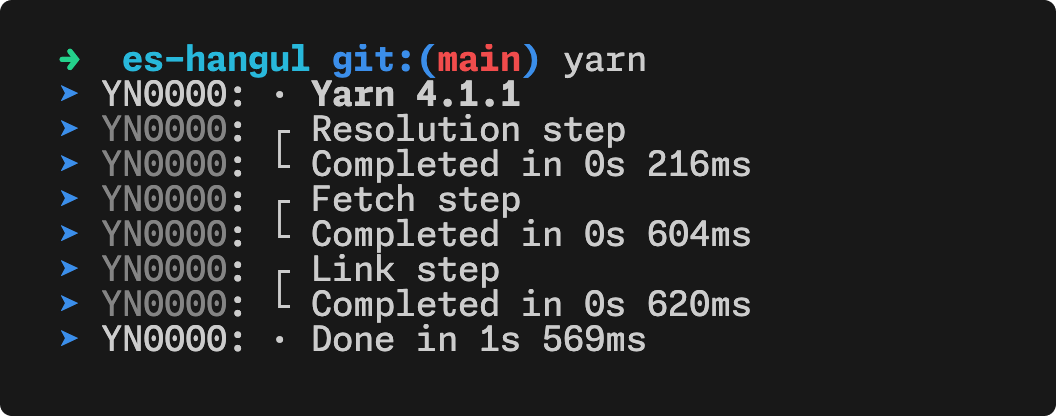 ➜  es-hangul git:(main) yarn
➤ YN0000: · Yarn 4.1.1
➤ YN0000: ┌ Resolution step
➤ YN0000: └ Completed in 0s 216ms
➤ YN0000: ┌ Fetch step
➤ YN0000: └ Completed in 0s 604ms
➤ YN0000: ┌ Link step
➤ YN0000: └ Completed in 0s 620ms
➤ YN0000: · Done in 1s 569ms